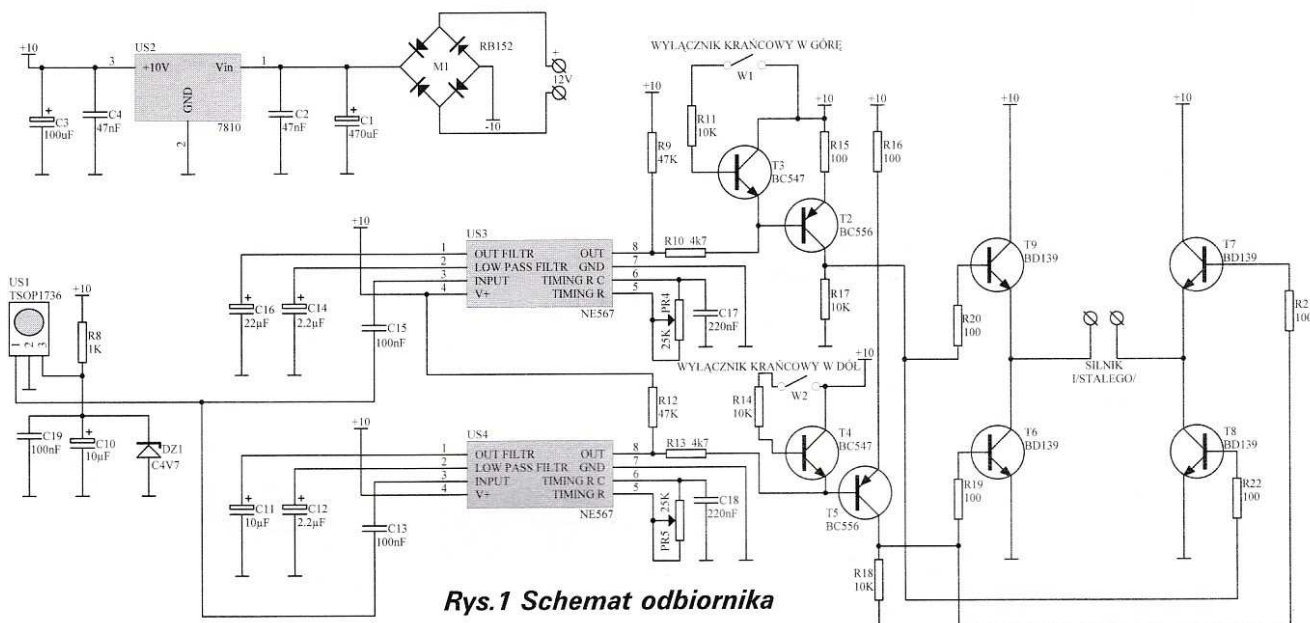 +10
US2
3
+10V
Vin
1
GND
7810
2
C3
100uF
C4
47nF
C2
47nF
C1
470uF
RB152
M1
-10
+
12V
WYŁĄCZNIK KRAŃCOWY W GÓRĘ
W1
R11
10K
R9
47K
T3
BC547
+10
R15
100
R16
100
T2
BC556
R17
10K
+10
+10
T9
BD139
T7
BD139
R20
100
SILNIK
I/STALEGO/
T6
BD139
T8
BD139
R19
100
R22
100
R2
100
US1
TSOP1736
1 2 3
+10
R8
1K
C19
100nF
C10
10µF
DZ1
C4V7
+10
US3
1 OUT FILTR OUT 8
2 LOW PASS FILTR GND 7
3 INPUT TIMING R C 6
4 V+ TIMING R 5
NE567
R10 4k7
C16
22µF
C14
2.2µF
C15
100nF
PR4
25K
C17
220nF
WYŁĄCZNIK KRAŃCOWY W DÓŁ
+10
W2
R12
47K
R14
10K
T4
BC547
+10
US4
1 OUT FILTR OUT 8
2 LOW PASS FILTR GND 7
3 INPUT TIMING R C 6
4 V+ TIMING R 5
NE567
R13 4k7
C11
10µF
C12
2.2µF
C13
100nF
PR5
25K
C18
220nF
T5
BC556
R18
10K
Rys.1 Schemat odbiornika